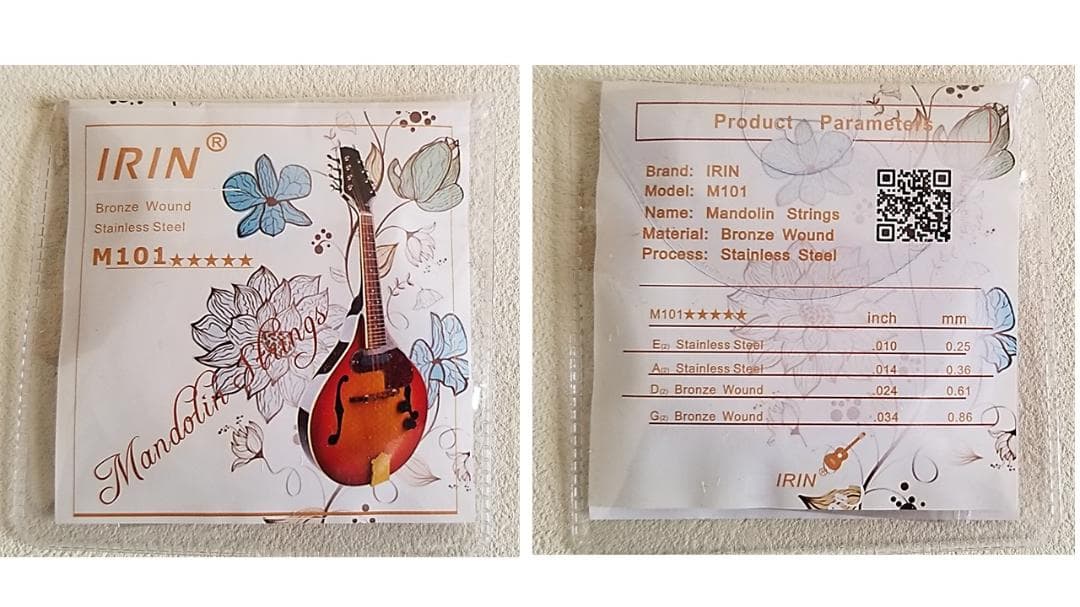 IRIN®
Bronze Wound
Stainless Steel
M101★★★★★
Mandolin Strings
Product Parameters
Brand: IRIN
Model: M101
Name: Mandolin Strings
Material: Bronze Wound
Process: Stainless Steel
M101★★★★★ inch mm
E(2) Stainless Steel .010 0.25
A(2) Stainless Steel .014 0.36
D(2) Bronze Wound .024 0.61
G(2) Bronze Wound .034 0.86
IRIN®